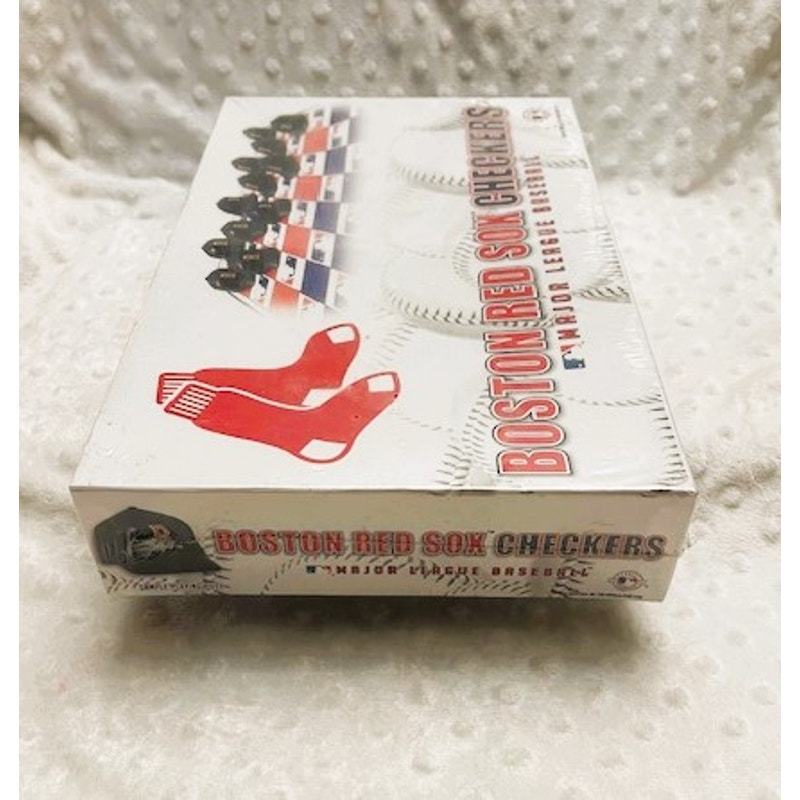 BOSTON RED SOX CHECKERS
MAJOR LEAGUE BASEBALL
BOSTON RED SOX CHECKERS
MAJOR LEAGUE BASEBALL